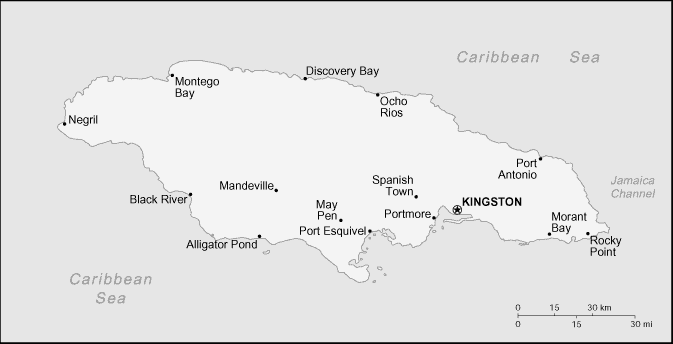 Caribbean Sea
Discovery Bay
Montego
Bay
Ocho
Rios
Negril
Port
Antonio
Jamaica
Channel
Spanish
Town
Mandeville
Black River
KINGSTON
May
Pen
Portmore
Morant
Bay
Port Esquivel
Alligator Pond
Rocky
Point
Caribbean
Sea
0 15 30 km
0 15 30 mi